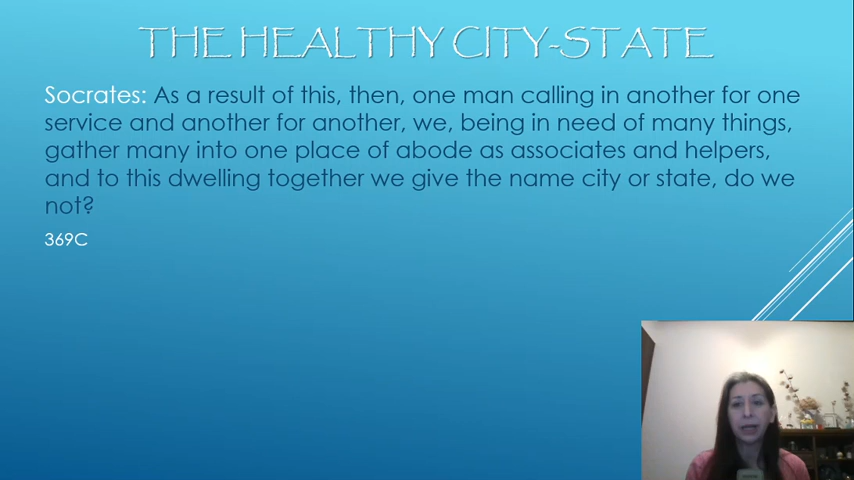 THE HEALTHY CITY-STATE
Socrates: As a result of this, then, one man calling in another for one
service and another for another, we, being in need of many things,
gather many into one place of abode as associates and helpers,
and to this dwelling together we give the name city or state, do we
not?
369C